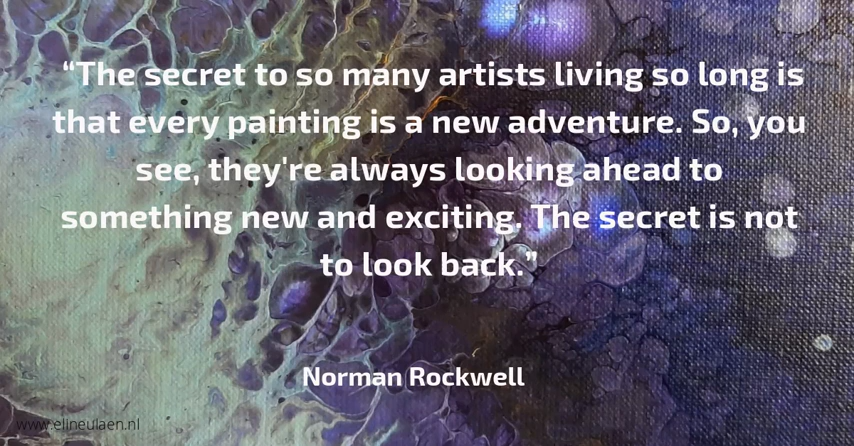 “The secret to so many artists living so long is
that every painting is a new adventure. So, you
see, they're always looking ahead to
something new and exciting. The secret is not
to look back.”
Norman Rockwell
www.elineulaen.nl